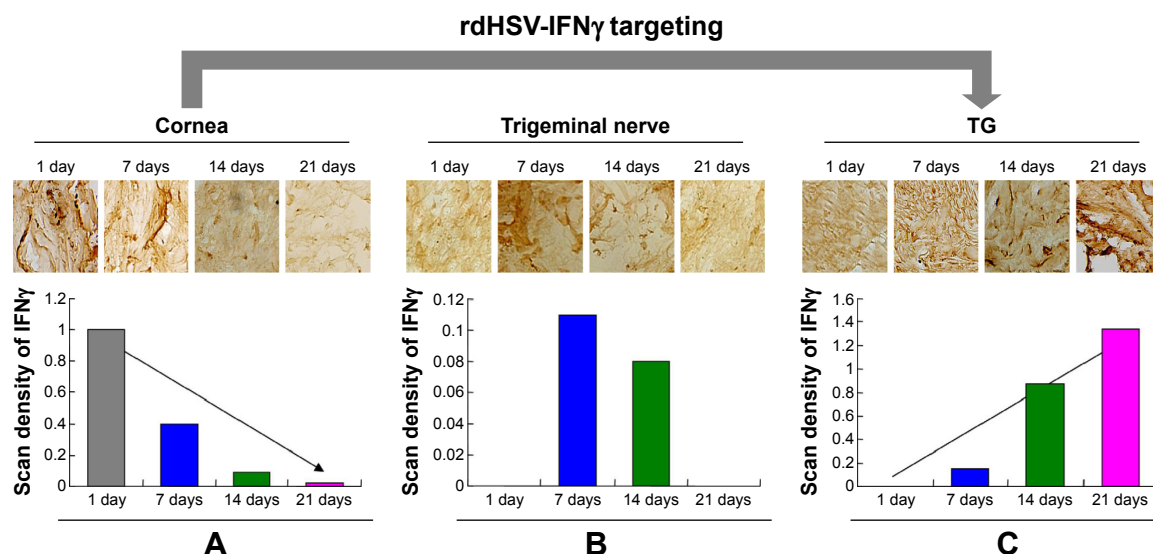 rdHSV-IFNγ targeting
Cornea
1 day 7 days 14 days 21 days
Scan density of IFNγ
1.2
1
0.8
0.6
0.4
0.2
0
1 day 7 days 14 days 21 days
A
Trigeminal nerve
1 day 7 days 14 days 21 days
Scan density of IFNγ
0.12
0.1
0.08
0.06
0.04
0.02
0
1 day 7 days 14 days 21 days
B
TG
1 day 7 days 14 days 21 days
Scan density of IFNγ
1.6
1.4
1.2
1
0.8
0.6
0.4
0.2
0
1 day 7 days 14 days 21 days
C